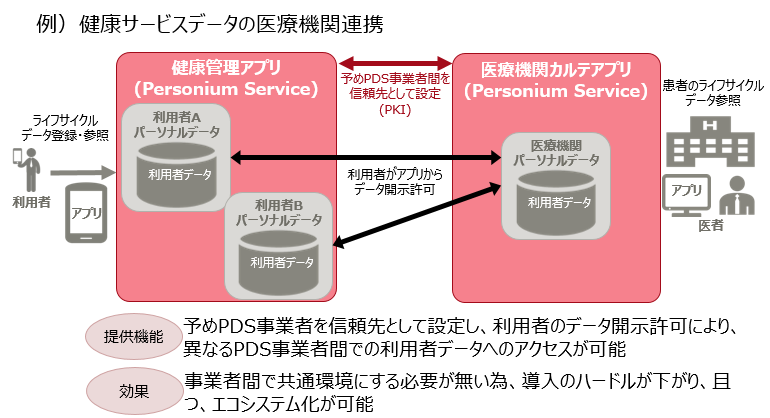 例）健康サービスデータの医療機関連携
健康管理アプリ
(Personium Service)
予めPDS事業者間を
信頼先として設定
(PKI)
医療機関カルテアプリ
(Personium Service)
患者のライフサイクル
データ参照
ライフサイクル
データ登録・参照
利用者
アプリ
利用者A
パーソナルデータ
利用者データ
利用者B
パーソナルデータ
利用者データ
利用者がアプリから
データ開示許可
医療機関
パーソナルデータ
利用者データ
H
アプリ
医者
提供機能
予めPDS事業者を信頼先として設定し、利用者のデータ開示許可により、
異なるPDS事業者間での利用者データへのアクセスが可能
効果
事業者間で共通環境にする必要が無い為、導入のハードルが下がり、且
つ、エコシステム化が可能